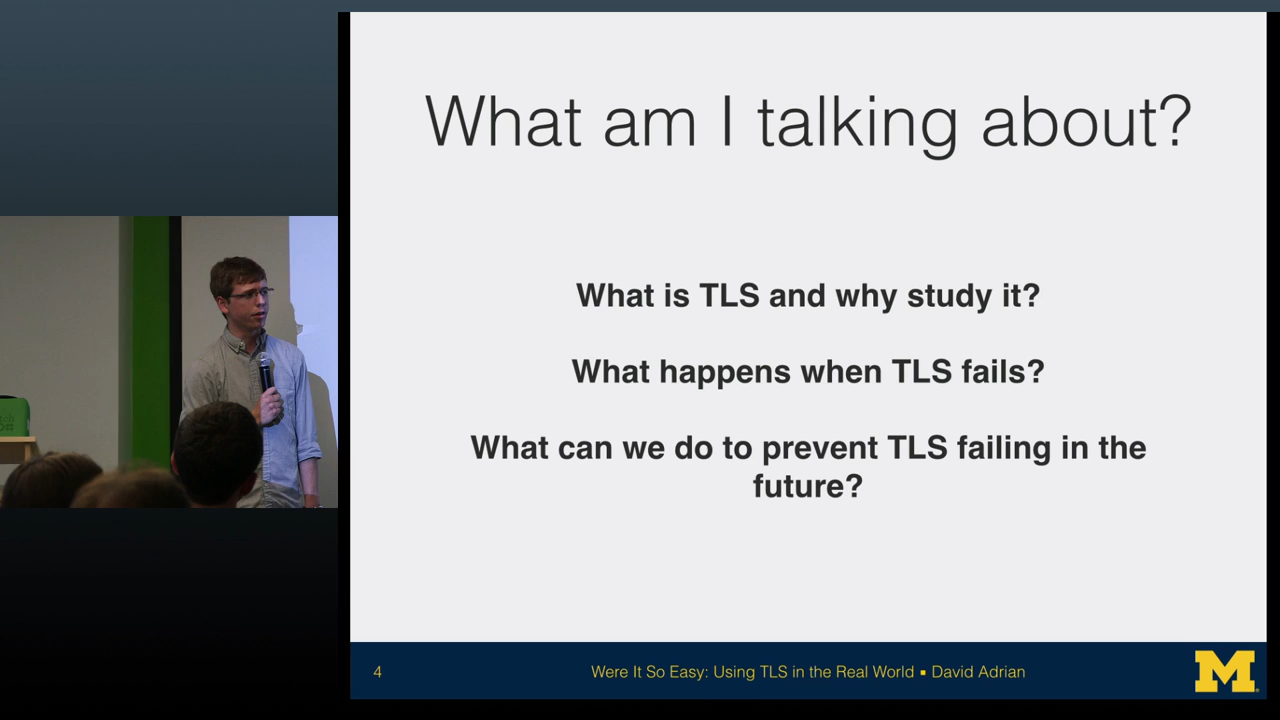 What am I talking about?
What is TLS and why study it?
What happens when TLS fails?
What can we do to prevent TLS failing in the
future?
4
Were It So Easy: Using TLS in the Real World ▪ David Adrian
M